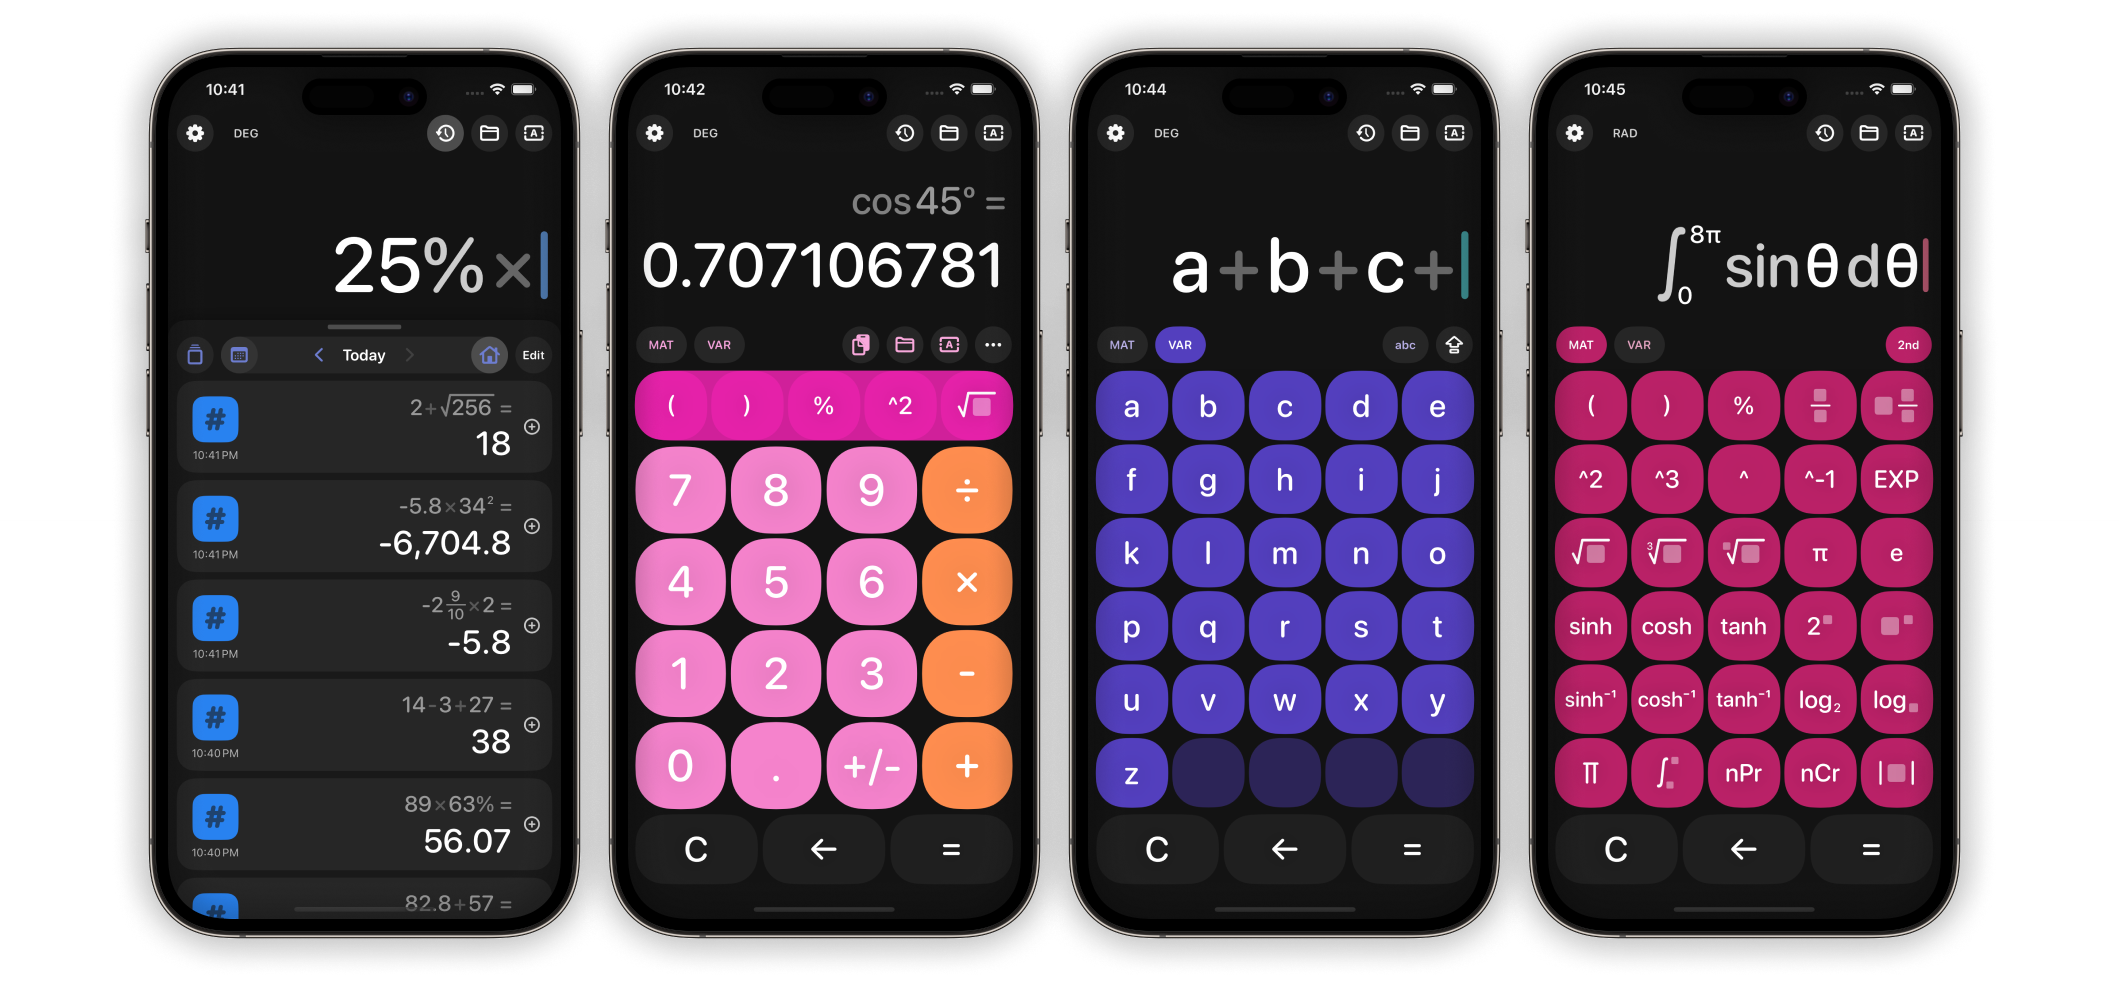 10:41
DEG
A
25%×
Today
Edit
2+√256 =
18
#
10:41 PM
-5.8×34² =
-6,704.8
#
10:41 PM
-2 9/10 ×2 =
-5.8
#
10:41 PM
14-3+27 =
38
#
10:40 PM
89×63% =
56.07
#
10:40 PM
82.8+57 =
#
10:42
DEG
A
cos45° =
0.707106781
MAT VAR A ...
( ) % ^2 √
7 8 9 ÷
4 5 6 ×
1 2 3 -
0 . +/- +
C ← =
10:44
DEG
A
a+b+c+
MAT VAR abc
a b c d e
f g h i j
k l m n o
p q r s t
u v w x y
z
C ← =
10:45
RAD
A
∫₀^8π sinθdθ
MAT VAR 2nd
( ) %
^2 ^3 ^ ^-1 EXP
√ ³√ √ π e
sinh cosh tanh 2
sinh⁻¹ cosh⁻¹ tanh⁻¹ log₂ log
∏ ∫ nPr nCr | |
C ← =